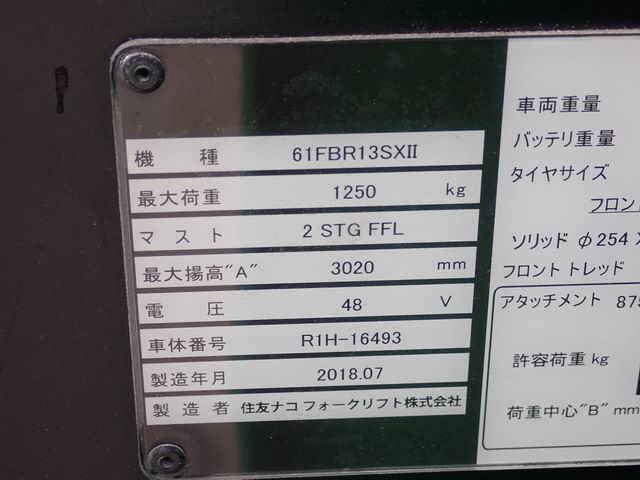 機 種 61FBR13SXII
最大荷重 1250 kg
マスト 2 STG FFL
最大揚高"A" 3020 mm
電 圧 48 V
車体番号 R1H-16493
製造年月 2018.07
製造者 住友ナコ フォークリフト株式会社
車両重量
バッテリ重量
タイヤサイズ
フロン
ソリッド φ254 X
フロント トレッド
アタッチメント 875
許容荷重 kg
荷重中心"B" mm